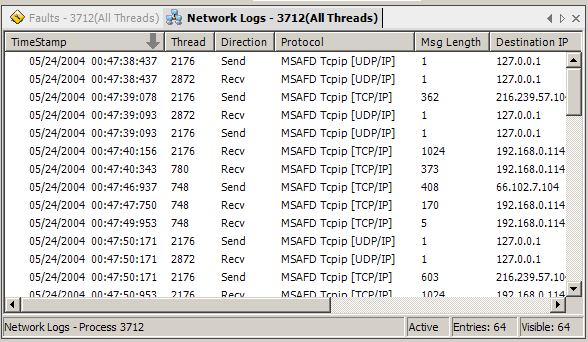 Faults - 3712(All Threads) Network Logs - 3712(All Threads)
TimeStamp Thread Direction Protocol Msg Length Destination IP
05/24/2004 00:47:38:437 2176 Send MSAFD Tcpip [UDP/IP] 1 127.0.0.1
05/24/2004 00:47:38:437 2872 Recv MSAFD Tcpip [UDP/IP] 1 127.0.0.1
05/24/2004 00:47:39:078 2176 Send MSAFD Tcpip [TCP/IP] 362 216.239.57.10
05/24/2004 00:47:39:093 2872 Recv MSAFD Tcpip [UDP/IP] 1 127.0.0.1
05/24/2004 00:47:39:093 2176 Send MSAFD Tcpip [UDP/IP] 1 127.0.0.1
05/24/2004 00:47:40:156 2176 Recv MSAFD Tcpip [TCP/IP] 1024 192.168.0.114
05/24/2004 00:47:40:343 780 Recv MSAFD Tcpip [TCP/IP] 373 192.168.0.114
05/24/2004 00:47:46:937 748 Send MSAFD Tcpip [TCP/IP] 408 66.102.7.104
05/24/2004 00:47:47:750 748 Recv MSAFD Tcpip [TCP/IP] 170 192.168.0.114
05/24/2004 00:47:49:953 748 Recv MSAFD Tcpip [TCP/IP] 5 192.168.0.114
05/24/2004 00:47:50:171 2176 Send MSAFD Tcpip [UDP/IP] 1 127.0.0.1
05/24/2004 00:47:50:171 2872 Recv MSAFD Tcpip [UDP/IP] 1 127.0.0.1
05/24/2004 00:47:50:171 2176 Send MSAFD Tcpip [TCP/IP] 603 216.239.57.10
05/24/2004 00:47:50:953 2176 Recv MSAFD Tcpip [TCP/IP] 1024 192.168.0.114
Network Logs - Process 3712 Active Entries: 64 Visible: 64